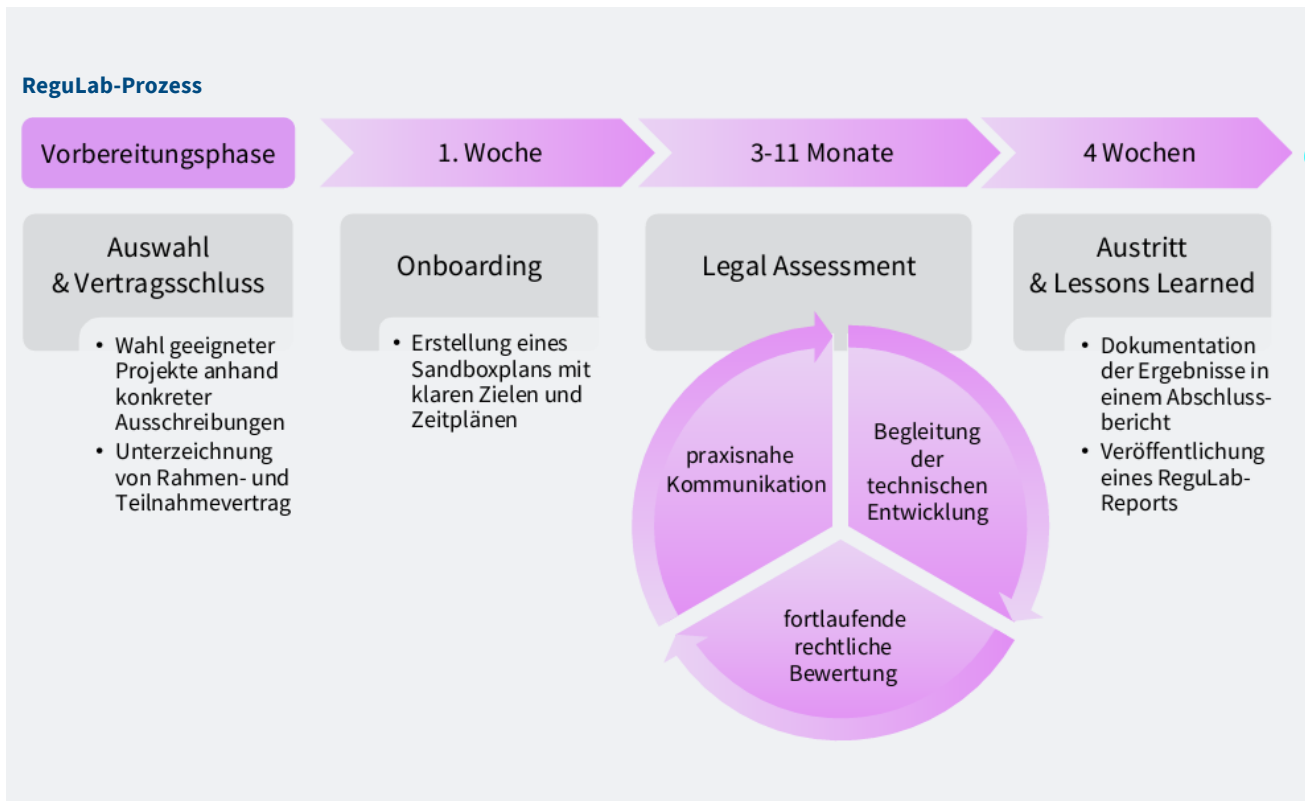 ReguLab-Prozess
Vorbereitungsphase
1. Woche
3-11 Monate
4 Wochen
Auswahl
& Vertragsschluss
• Wahl geeigneter
Projekte anhand
konkreter
Ausschreibungen
• Unterzeichnung
von Rahmen- und
Teilnahmevertrag
Onboarding
• Erstellung eines
Sandboxplans mit
klaren Zielen und
Zeitplänen
Legal Assessment
praxisnahe
Kommunikation
Begleitung
der
technischen
Entwicklung
fortlaufende
rechtliche
Bewertung
Austritt
& Lessons Learned
• Dokumentation
der Ergebnisse in
einem Abschluss-
bericht
• Veröffentlichung
eines ReguLab-
Reports